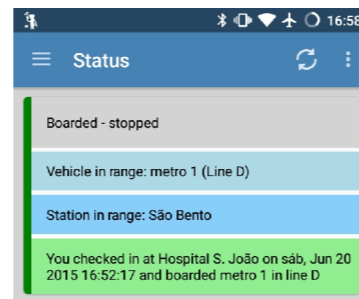 16:58
Status
Boarded - stopped
Vehicle in range: metro 1 (Line D)
Station in range: São Bento
You checked in at Hospital S. João on sáb, Jun 20
2015 16:52:17 and boarded metro 1 in line D